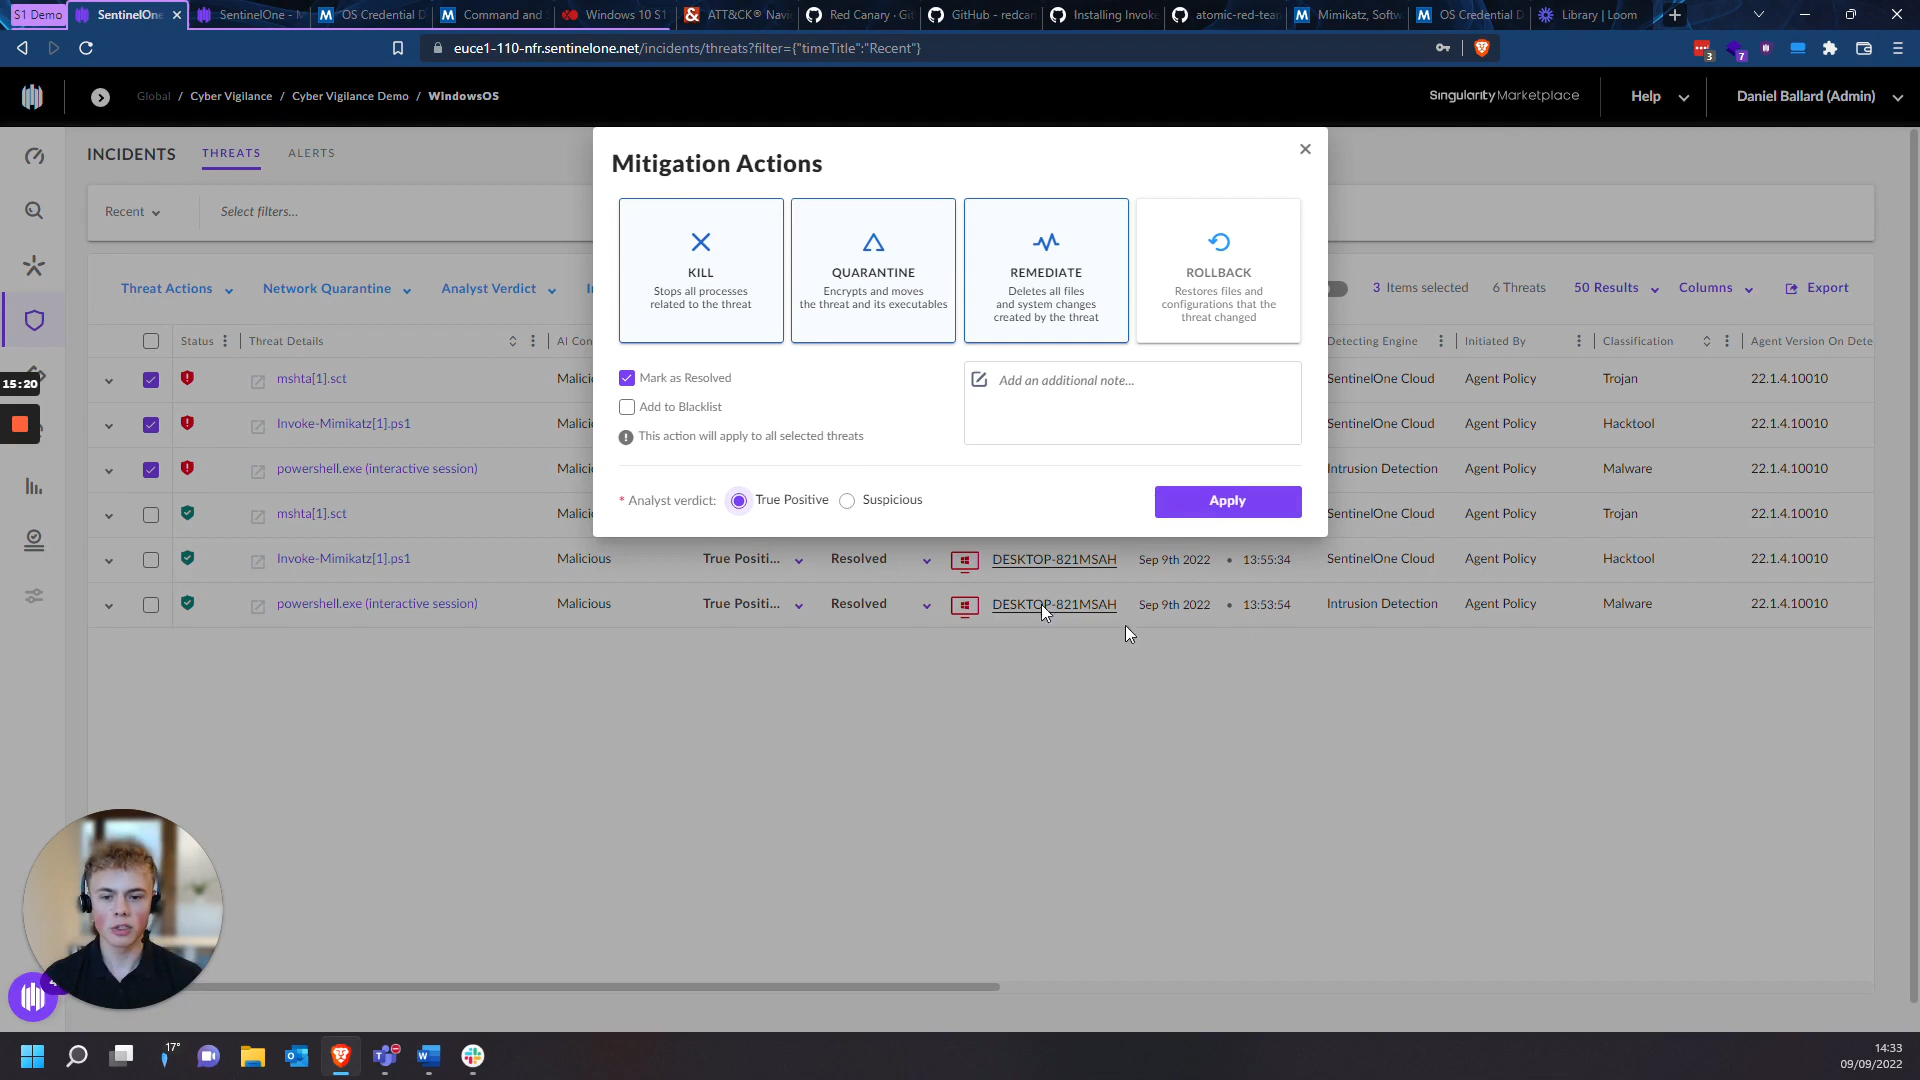 S1 Demo
SentinelOne
SentinelOne - M
OS Credential D
Command and
Windows 10 S1
ATT&CK® Navi
Red Canary · Git
GitHub - redcan
Installing Invoke
atomic-red-tea
Mimikatz, Softw
OS Credential D
Library | Loom
euce1-110-nfr.sentinelone.net/incidents/threats?filter={"timeTitle":"Recent"}
3
7
Global / Cyber Vigilance / Cyber Vigilance Demo / WindowsOS
Singularity Marketplace
Help
Daniel Ballard (Admin)
INCIDENTS THREATS ALERTS
Recent Select filters...
Mitigation Actions
KILL
Stops all processes
related to the threat
QUARANTINE
Encrypts and moves
the threat and its executables
REMEDIATE
Deletes all files
and system changes
created by the threat
ROLLBACK
Restores files and
configurations that the
threat changed
Mark as Resolved
Add to Blacklist
This action will apply to all selected threats
Add an additional note...
* Analyst verdict: True Positive Suspicious
Apply
Threat Actions Network Quarantine Analyst Verdict 3 Items selected 6 Threats 50 Results Columns Export
Status Threat Details AI Con Detecting Engine Initiated By Classification Agent Version On Dete
mshta[1].sct Malici SentinelOne Cloud Agent Policy Trojan 22.1.4.10010
Invoke-Mimikatz[1].ps1 Malici SentinelOne Cloud Agent Policy Hacktool 22.1.4.10010
powershell.exe (interactive session) Malici Intrusion Detection Agent Policy Malware 22.1.4.10010
mshta[1].sct Malici SentinelOne Cloud Agent Policy Trojan 22.1.4.10010
Invoke-Mimikatz[1].ps1 Malicious True Positi... Resolved DESKTOP-821MSAH Sep 9th 2022 • 13:55:34 SentinelOne Cloud Agent Policy Hacktool 22.1.4.10010
powershell.exe (interactive session) Malicious True Positi... Resolved DESKTOP-821MSAH Sep 9th 2022 • 13:53:54 Intrusion Detection Agent Policy Malware 22.1.4.10010
15:20
17°
14:33
09/09/2022